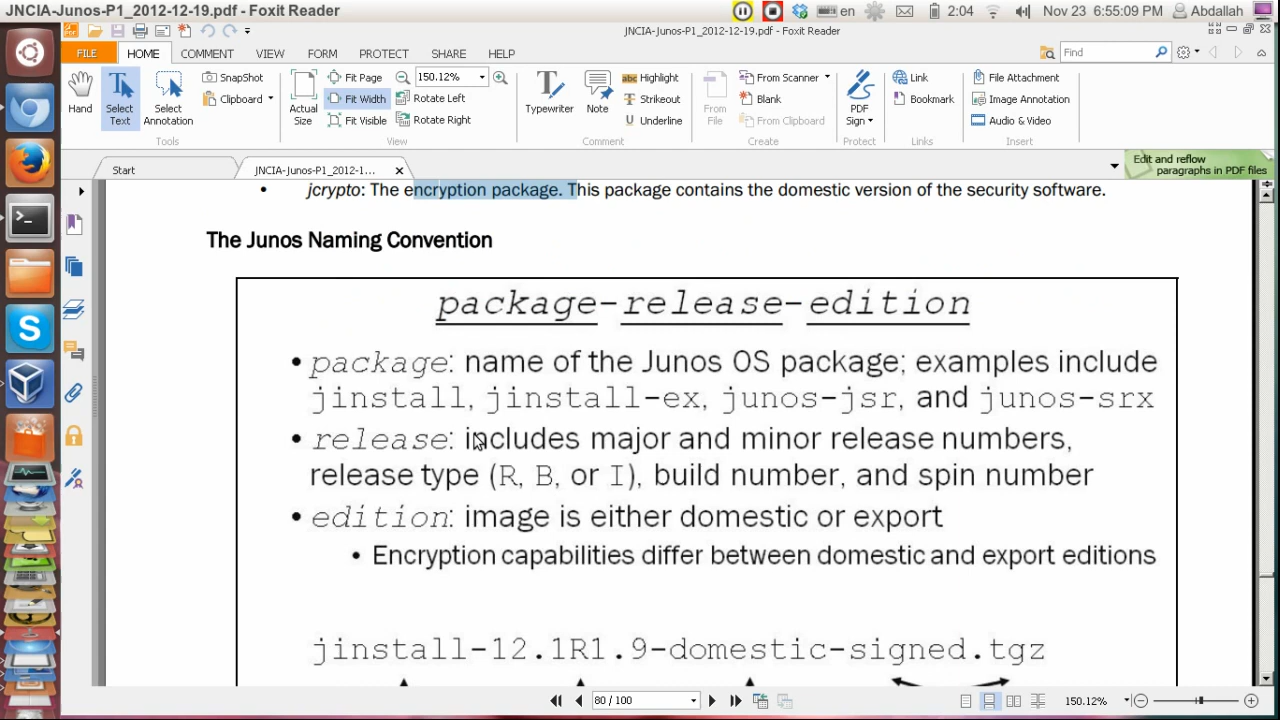 JNCIA-Junos-P1_2012-12-19.pdf - Foxit Reader
en
2:04
Nov 23 6:55:09 PM
Abdallah
JNCIA-Junos-P1_2012-12-19.pdf - Foxit Reader
FILE HOME COMMENT VIEW FORM PROTECT SHARE HELP
Find
Hand
Select Text
Select Annotation
SnapShot
Clipboard
Tools
Actual Size
Fit Page
Fit Width
Fit Visible
150.12%
Rotate Left
Rotate Right
View
Typewriter
Note
Highlight
Strikeout
Underline
Comment
From File
From Scanner
Blank
From Clipboard
Create
PDF Sign
Protect
Link
Bookmark
Links
File Attachment
Image Annotation
Audio & Video
Insert
Start
JNCIA-Junos-P1_2012-1...
Edit and reflow
paragraphs in PDF files
• jcrypto: The encryption package. This package contains the domestic version of the security software.
The Junos Naming Convention
package-release-edition
• package: name of the Junos OS package; examples include
jinstall, jinstall-ex, junos-jsr, and junos-srx
• release: includes major and minor release numbers,
release type (R, B, or I), build number, and spin number
• edition: image is either domestic or export
• Encryption capabilities differ between domestic and export editions
jinstall-12.1R1.9-domestic-signed.tgz
80 / 100
150.12%